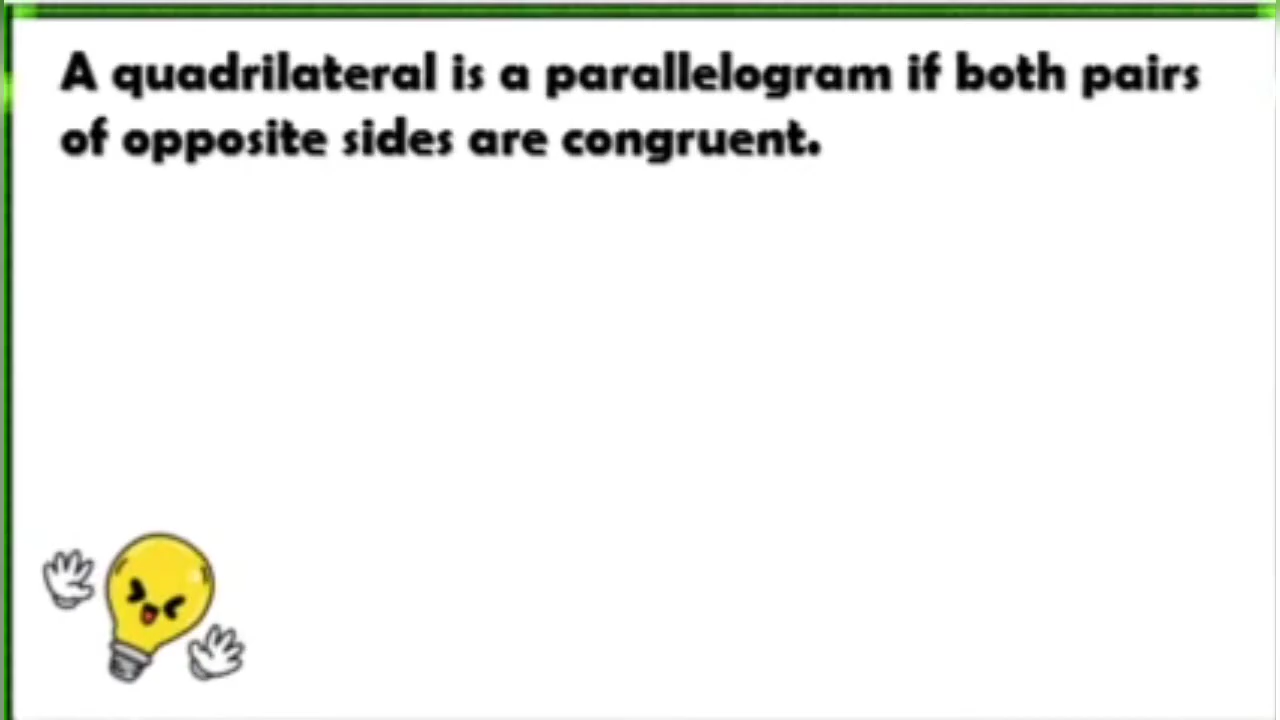 A quadrilateral is a parallelogram if both pairs
of opposite sides are congruent.